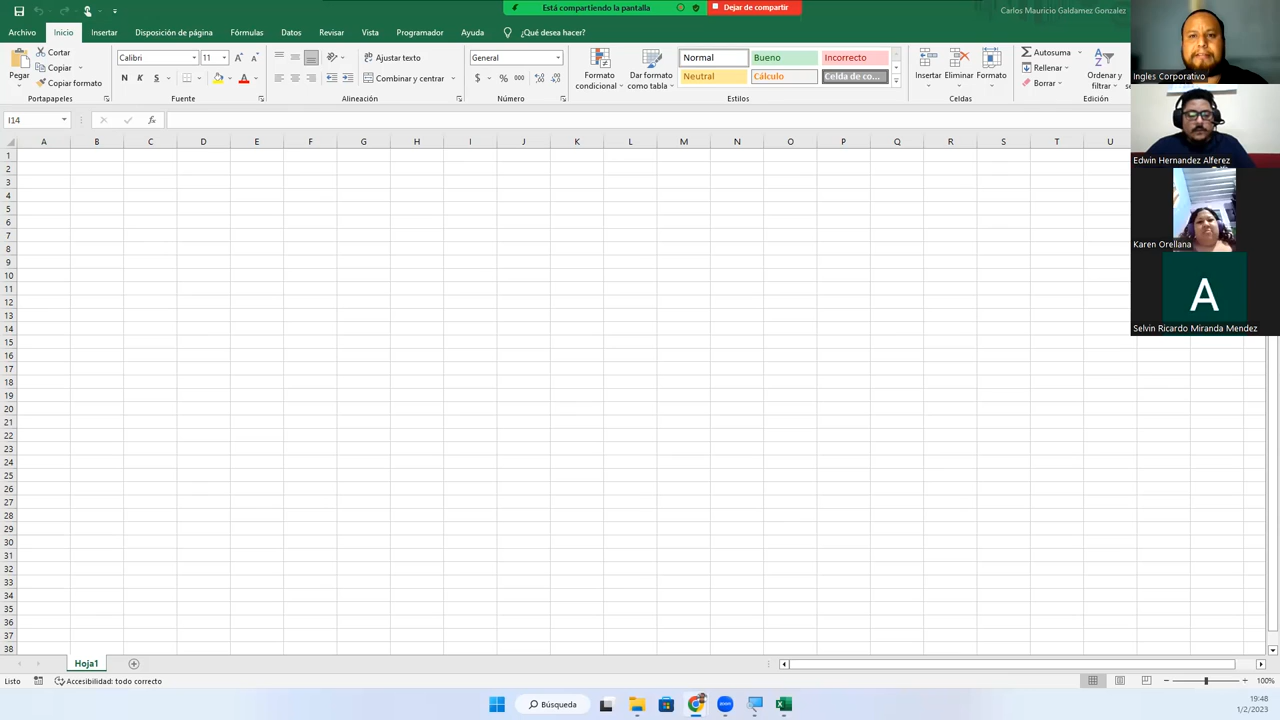 Está compartiendo la pantalla
Dejar de compartir
Carlos Mauricio Galdamez Gonzalez
Archivo Inicio Insertar Disposición de página Fórmulas Datos Revisar Vista Programador Ayuda ¿Qué desea hacer?
Pegar
Cortar
Copiar
Copiar formato
Portapapeles
Calibri 11 A A
N K S A
Fuente
ab Ajustar texto
Combinar y centrar
Alineación
General
$ % 000
Número
Formato condicional
Dar formato como tabla
Normal Bueno Incorrecto
Neutral Cálculo Celda de co...
Estilos
Insertar Eliminar Formato
Celdas
Autosuma
Rellenar
Borrar
Ordenar y filtrar
Edición
I14
fx
A B C D E F G H I J K L M N O P Q R S T U
1
2
3
4
5
6
7
8
9
10
11
12
13
14
15
16
17
18
19
20
21
22
23
24
25
26
27
28
29
30
31
32
33
34
35
36
37
38
Ingles Corporativo
Edwin Hernandez Alferez
Karen Orellana
A
Selvin Ricardo Miranda Mendez
Hoja1
Listo
Accesibilidad: todo correcto
100%
Búsqueda
zoom
19:48
1/2/2023